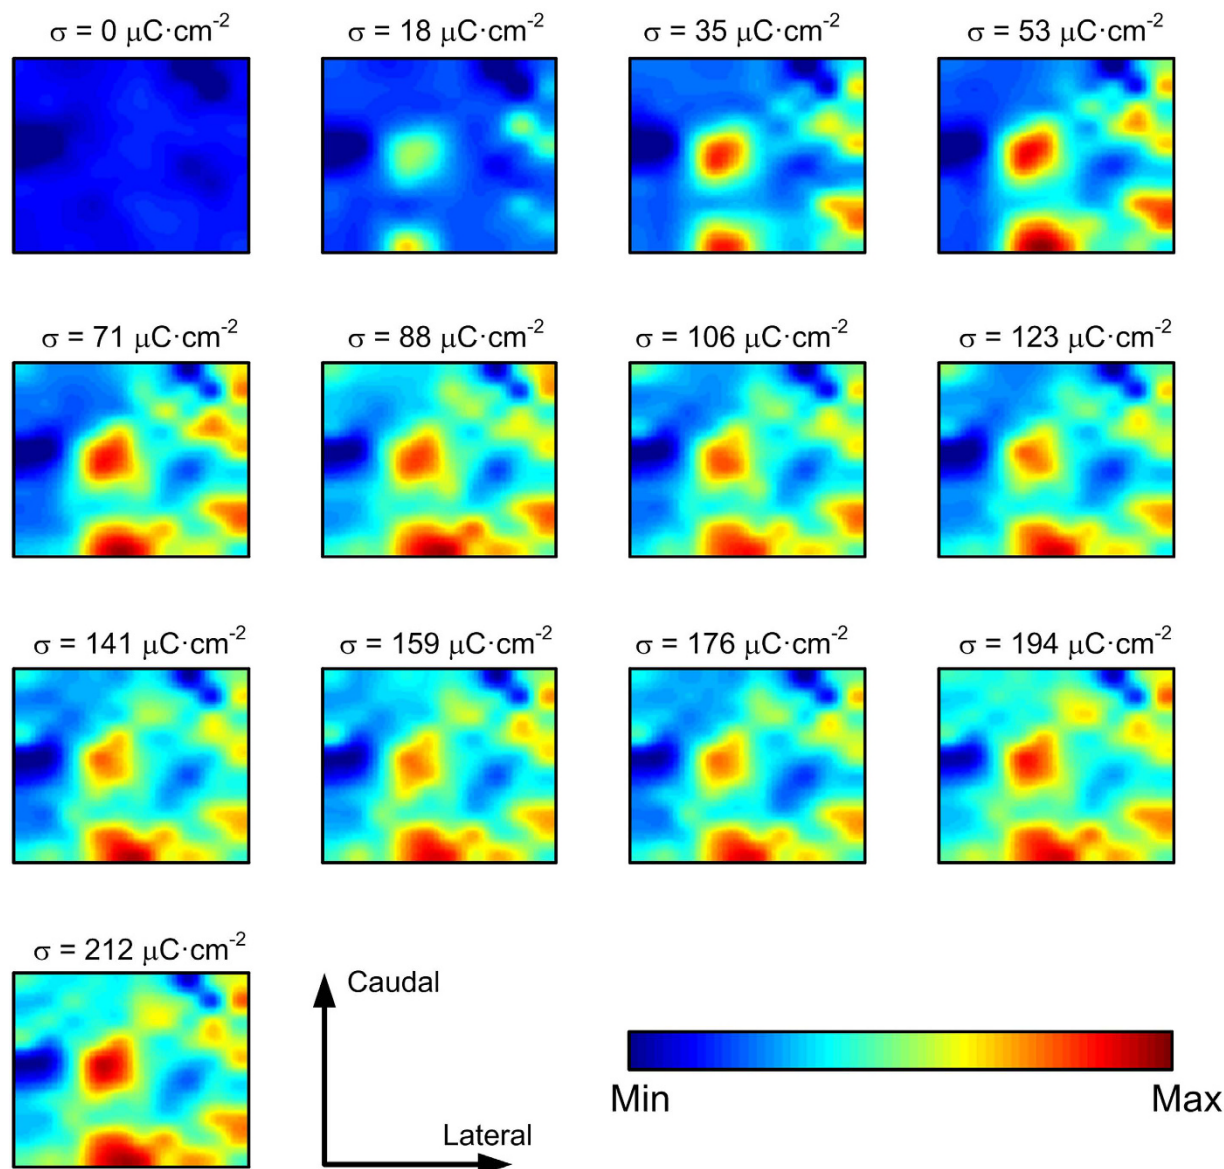 σ = 0 μC·cm⁻²
σ = 18 μC·cm⁻²
σ = 35 μC·cm⁻²
σ = 53 μC·cm⁻²
σ = 71 μC·cm⁻²
σ = 88 μC·cm⁻²
σ = 106 μC·cm⁻²
σ = 123 μC·cm⁻²
σ = 141 μC·cm⁻²
σ = 159 μC·cm⁻²
σ = 176 μC·cm⁻²
σ = 194 μC·cm⁻²
σ = 212 μC·cm⁻²
Caudal
Lateral
Min
Max